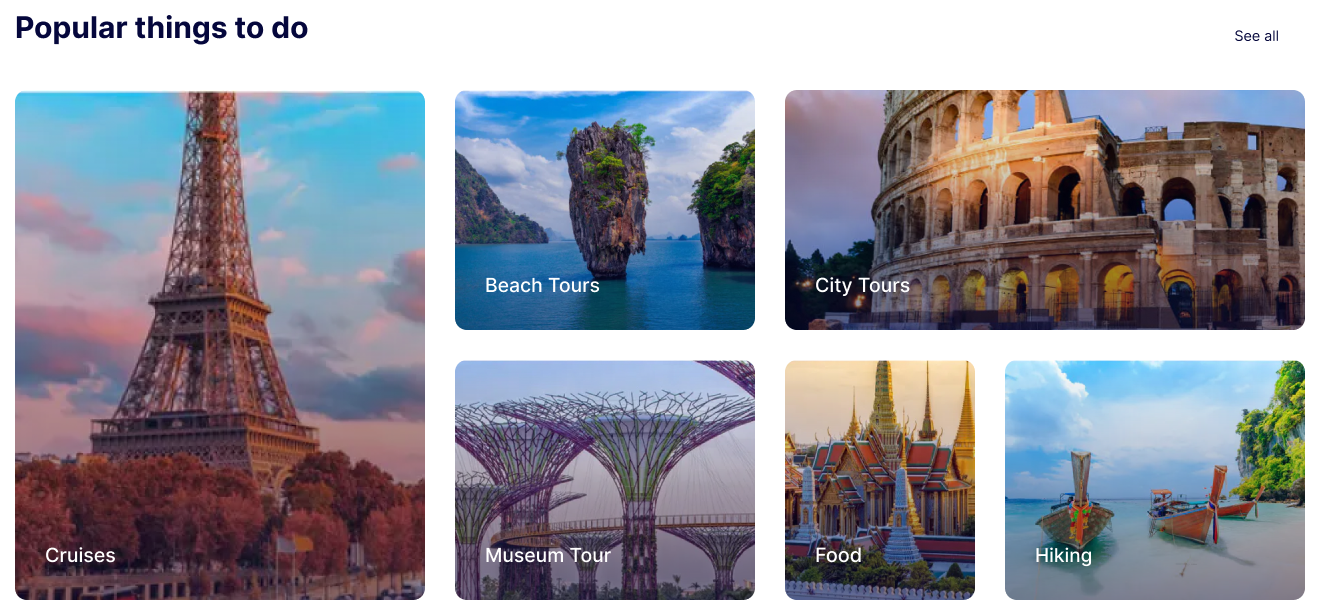 Popular things to do
See all
Beach Tours
City Tours
Cruises
Museum Tour
Food
Hiking